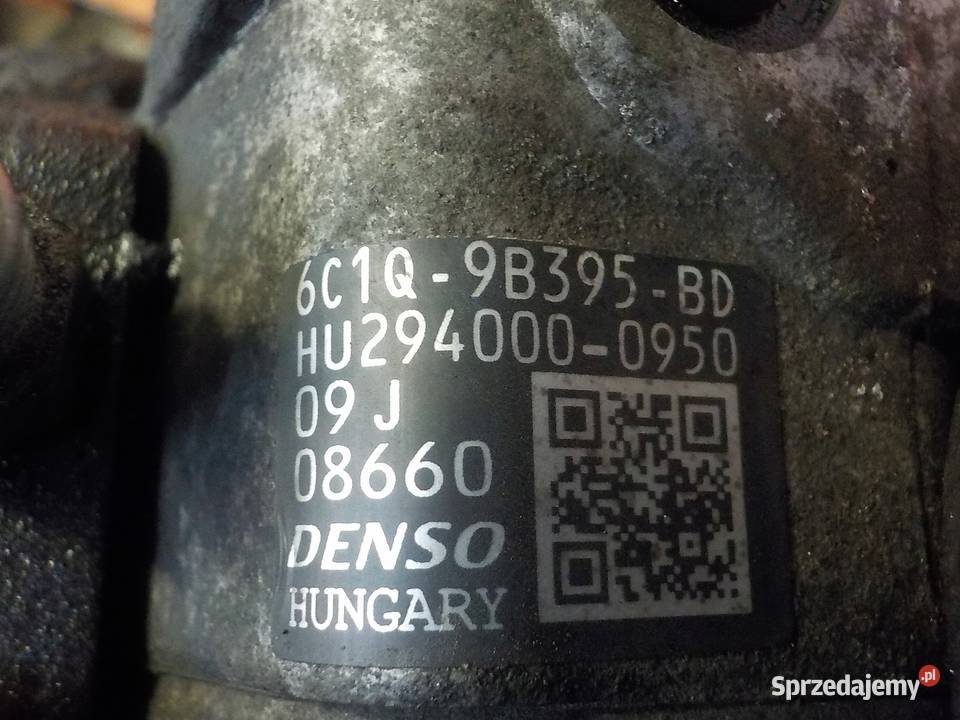 6C1Q-9B395-BD
HU294000-0950
09J
08660
DENSO
HUNGARY
Sprzedajemy.pl